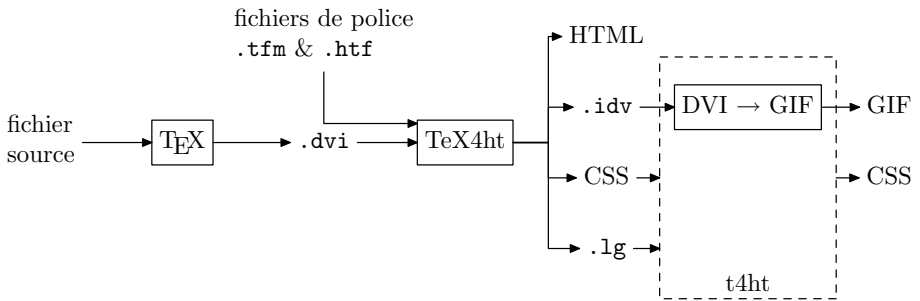 fichiers de police
.tfm & .htf
HTML
.idv
DVI → GIF
GIF
fichier
source
TEX
.dvi
TeX4ht
CSS
CSS
.lg
t4ht